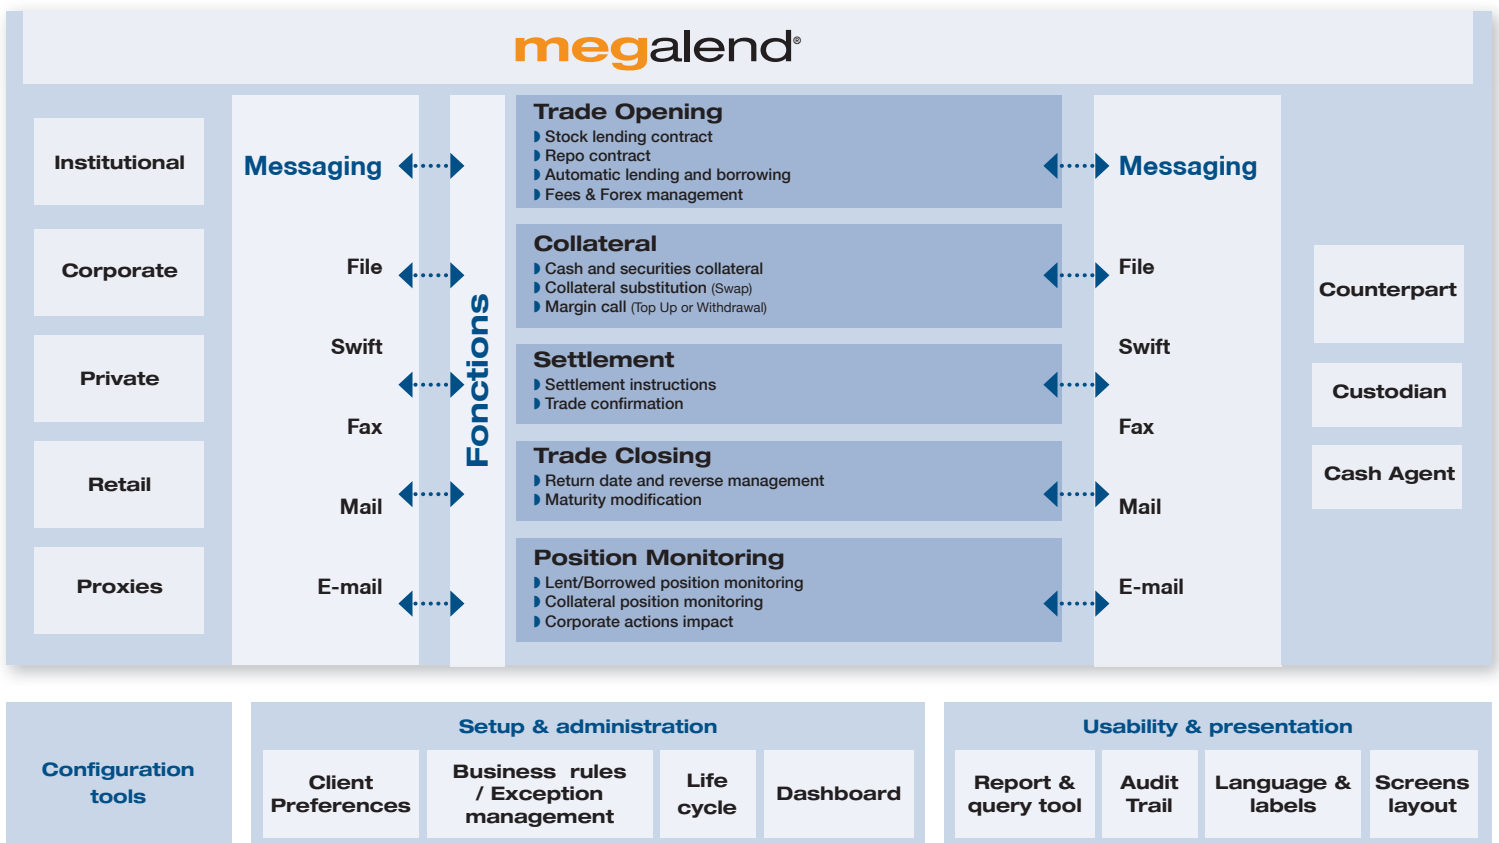 megalend®
Institutional
Corporate
Private
Retail
Proxies
Messaging
File
Swift
Fax
Mail
E-mail
Fonctions
Trade Opening
Stock lending contract
Repo contract
Automatic lending and borrowing
Fees & Forex management
Collateral
Cash and securities collateral
Collateral substitution (Swap)
Margin call (Top Up or Withdrawal)
Settlement
Settlement instructions
Trade confirmation
Trade Closing
Return date and reverse management
Maturity modification
Position Monitoring
Lent/Borrowed position monitoring
Collateral position monitoring
Corporate actions impact
Messaging
File
Swift
Fax
Mail
E-mail
Counterpart
Custodian
Cash Agent
Configuration
tools
Setup & administration
Client
Preferences
Business rules
/ Exception
management
Life
cycle
Dashboard
Usability & presentation
Report &
query tool
Audit
Trail
Language &
labels
Screens
layout